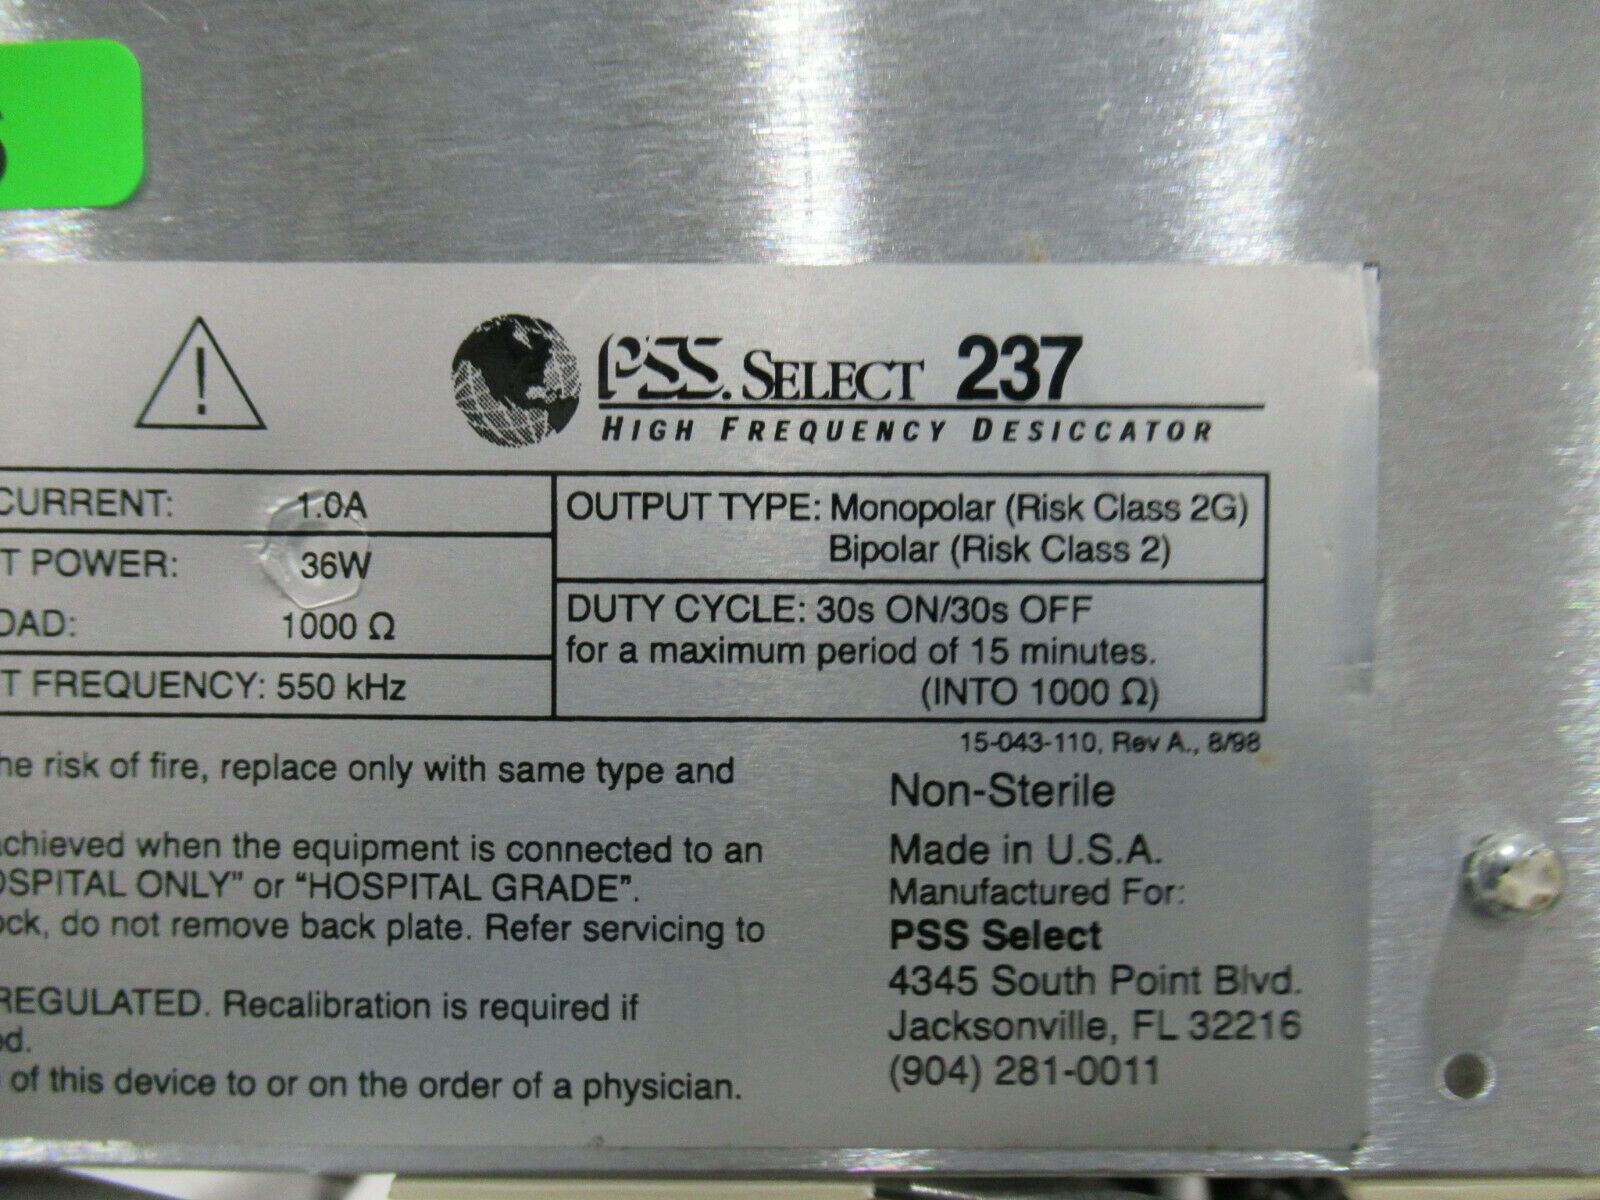 PSS. SELECT 237
HIGH FREQUENCY DESICCATOR
CURRENT: 1.0A
T POWER: 36W
OAD: 1000 Ω
T FREQUENCY: 550 kHz
OUTPUT TYPE: Monopolar (Risk Class 2G)
Bipolar (Risk Class 2)
DUTY CYCLE: 30s ON/30s OFF
for a maximum period of 15 minutes.
(INTO 1000 Ω)
15-043-110, Rev A., 8/98
he risk of fire, replace only with same type and
achieved when the equipment is connected to an
OSPITAL ONLY" or "HOSPITAL GRADE".
ock, do not remove back plate. Refer servicing to
REGULATED. Recalibration is required if
ed.
of this device to or on the order of a physician.
Non-Sterile
Made in U.S.A.
Manufactured For:
PSS Select
4345 South Point Blvd.
Jacksonville, FL 32216
(904) 281-0011